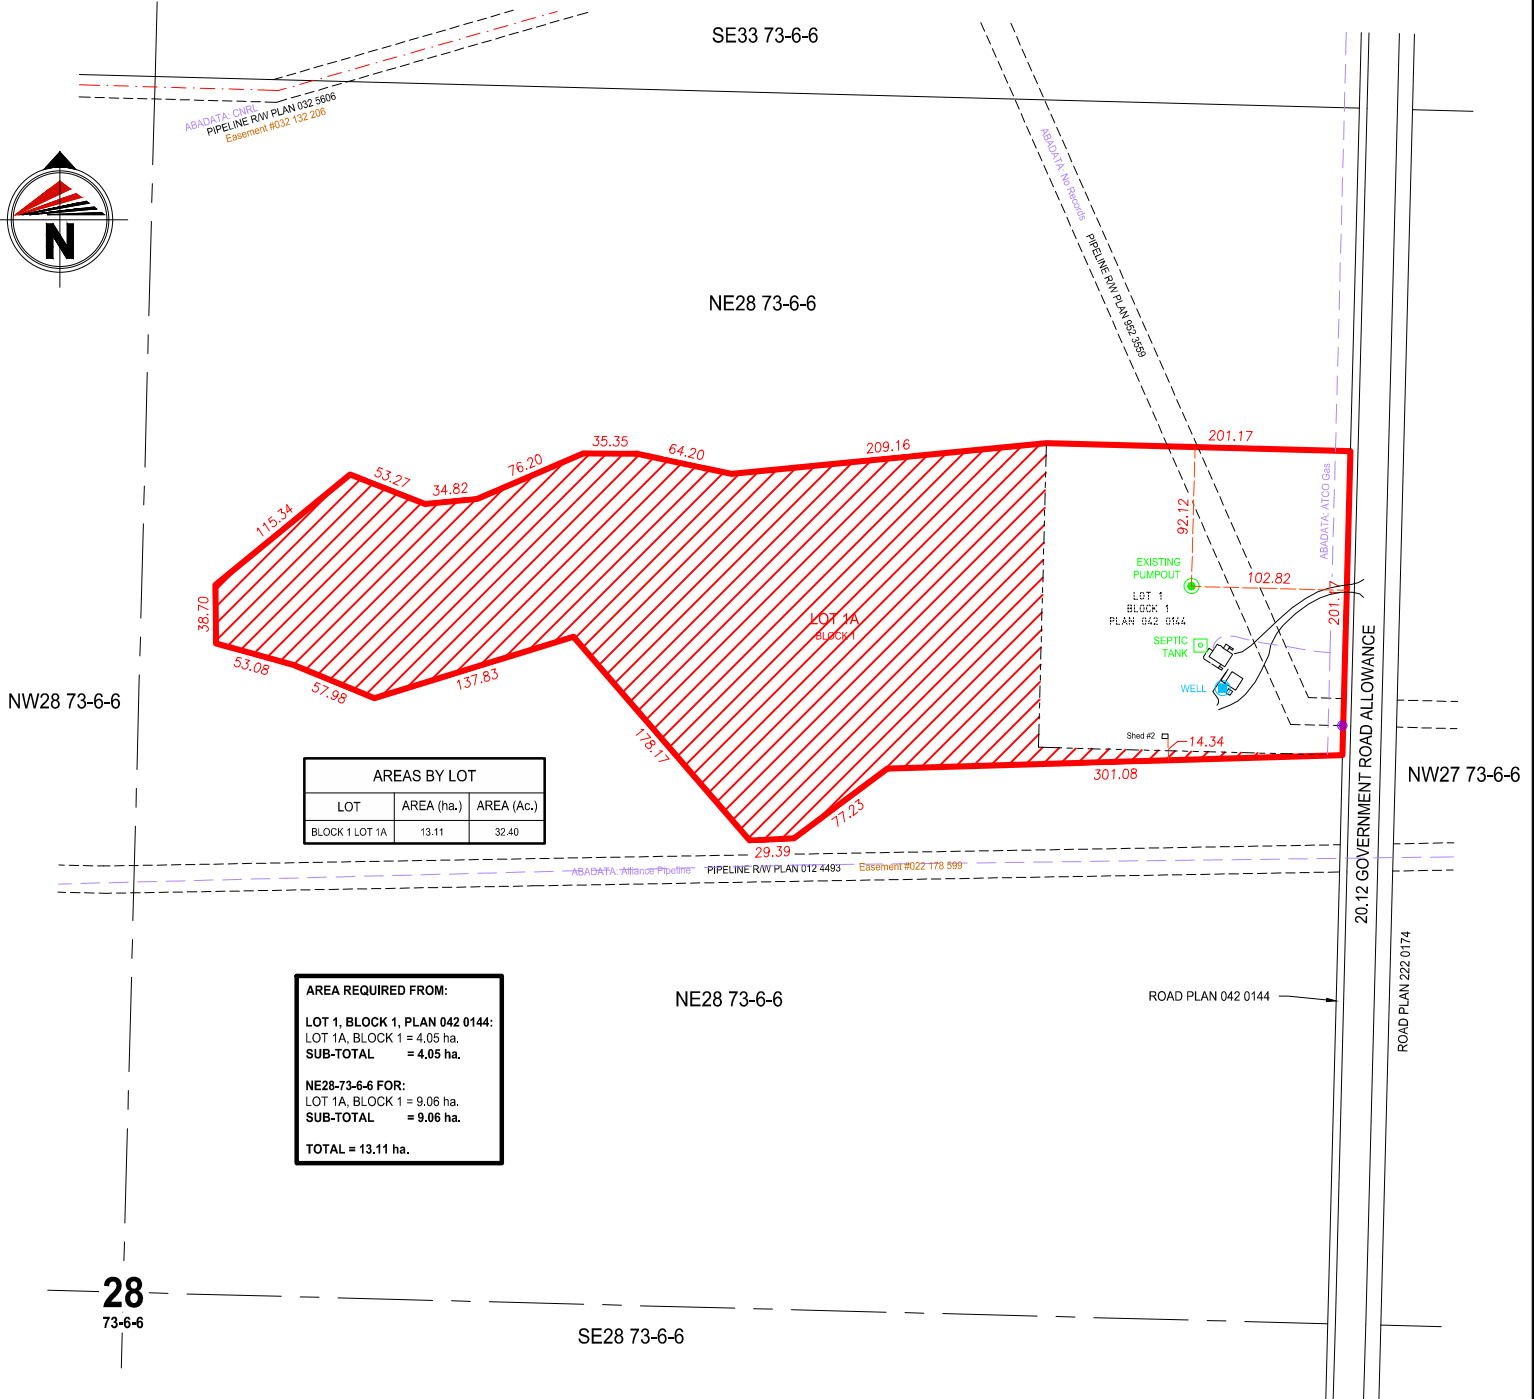 SE33 73-6-6
ABADATA: CNRL
PIPELINE R/W PLAN 032 5606
Easement #032 132 206
N
ABADATA: No Records
PIPELINE R/W PLAN 952 3559
NE28 73-6-6
35.35
64.20
209.16
201.17
53.27
34.82
76.20
115.34
38.70
53.08
57.98
137.83
178.17
29.39
77.23
301.08
92.12
102.82
201.17
14.34
ABADATA: ATCO Gas
EXISTING
PUMPOUT
LOT 1
BLOCK 1
PLAN 042 0144
SEPTIC
TANK
WELL
Shed #2
LOT 1A
BLOCK 1
NW28 73-6-6
NW27 73-6-6
20.12 GOVERNMENT ROAD ALLOWANCE
AREAS BY LOT
LOT AREA (ha.) AREA (Ac.)
BLOCK 1 LOT 1A 13.11 32.40
ABADATA: Alliance Pipeline
PIPELINE R/W PLAN 012 4493
Easement #022 178 599
NE28 73-6-6
ROAD PLAN 042 0144
ROAD PLAN 222 0174
AREA REQUIRED FROM:
LOT 1, BLOCK 1, PLAN 042 0144:
LOT 1A, BLOCK 1 = 4.05 ha.
SUB-TOTAL = 4.05 ha.
NE28-73-6-6 FOR:
LOT 1A, BLOCK 1 = 9.06 ha.
SUB-TOTAL = 9.06 ha.
TOTAL = 13.11 ha.
28
73-6-6
SE28 73-6-6